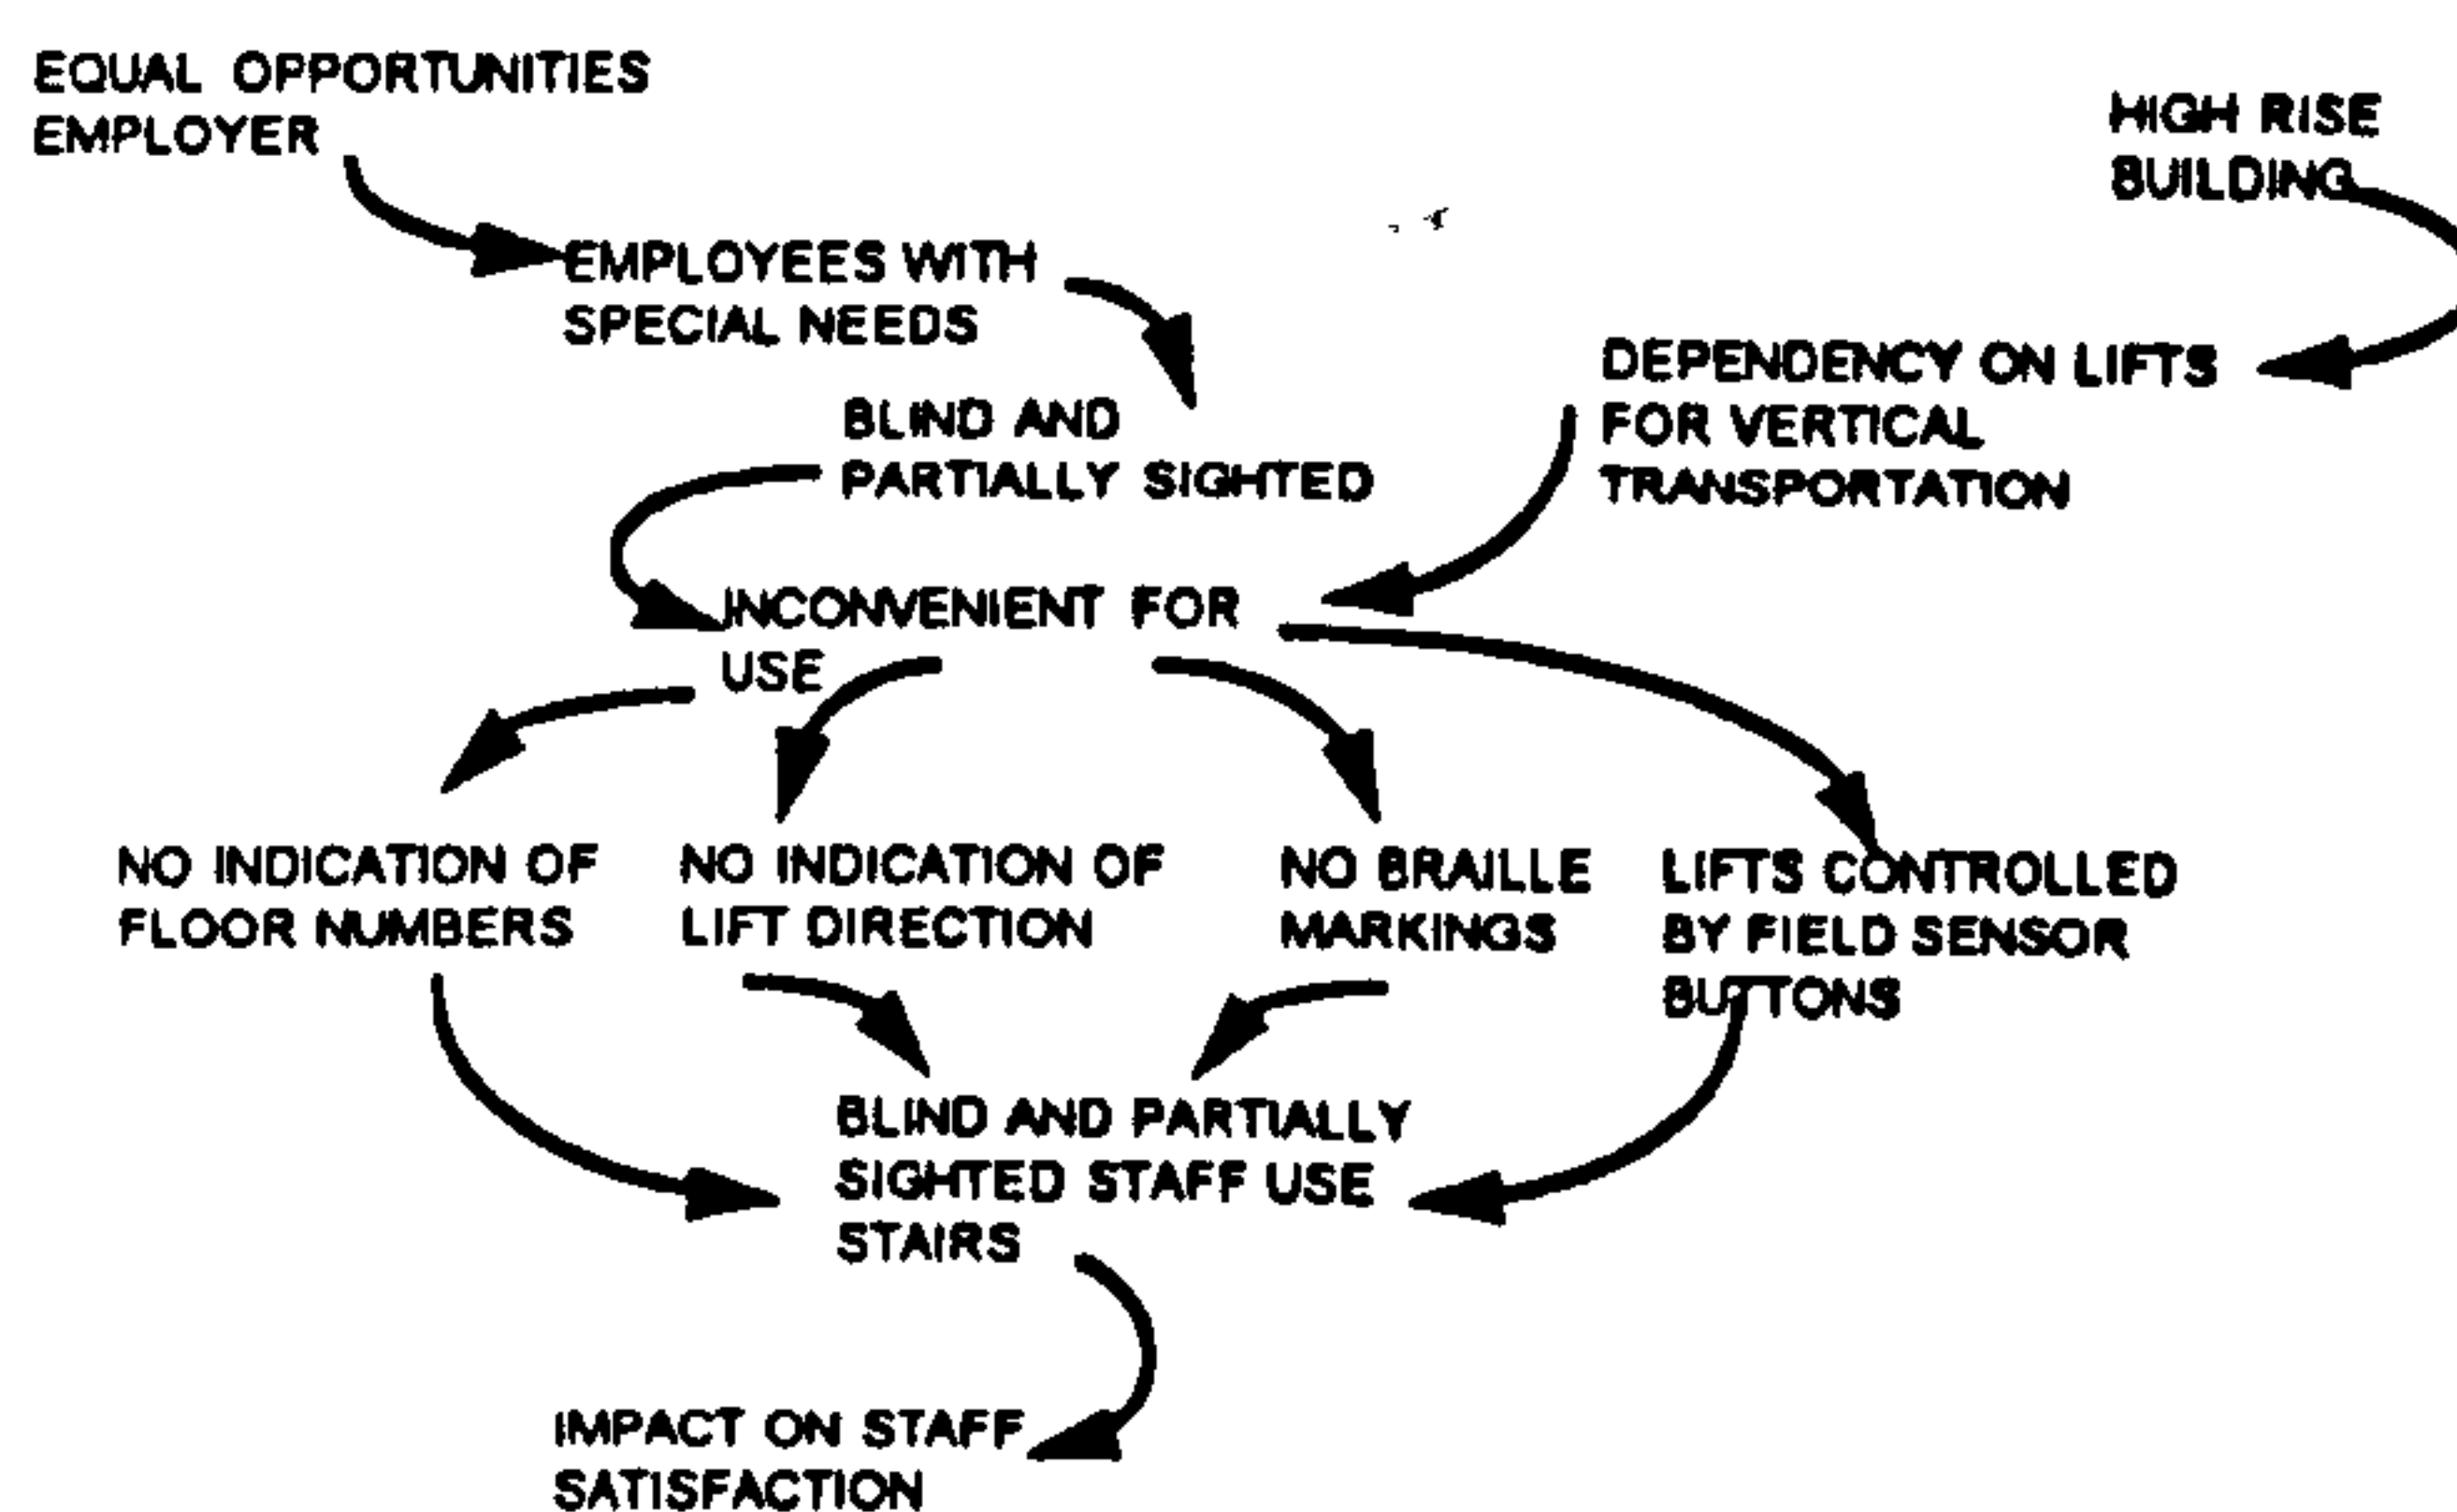 EQUAL OPPORTUNITIES
EMPLOYER
HIGH RISE
BUILDING
EMPLOYEES WITH
SPECIAL NEEDS
DEPENDENCY ON LIFTS
FOR VERTICAL
TRANSPORTATION
BLIND AND
PARTIALLY SIGHTED
INCONVENIENT FOR
USE
NO INDICATION OF
FLOOR NUMBERS
NO INDICATION OF
LIFT DIRECTION
NO BRAILLE
MARKINGS
LIFTS CONTROLLED
BY FIELD SENSOR
BUTTONS
BLIND AND PARTIALLY
SIGHTED STAFF USE
STAIRS
IMPACT ON STAFF
SATISFACTION